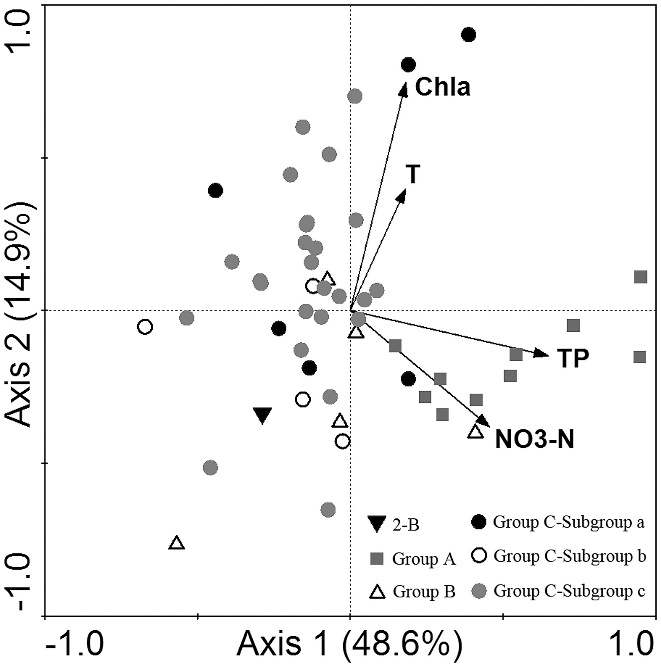 1.0
Chla
T
Axis 2 (14.9%)
TP
NO3-N
2-B
Group C-Subgroup a
Group A
Group C-Subgroup b
Group B
Group C-Subgroup c
-1.0
-1.0
Axis 1 (48.6%)
1.0